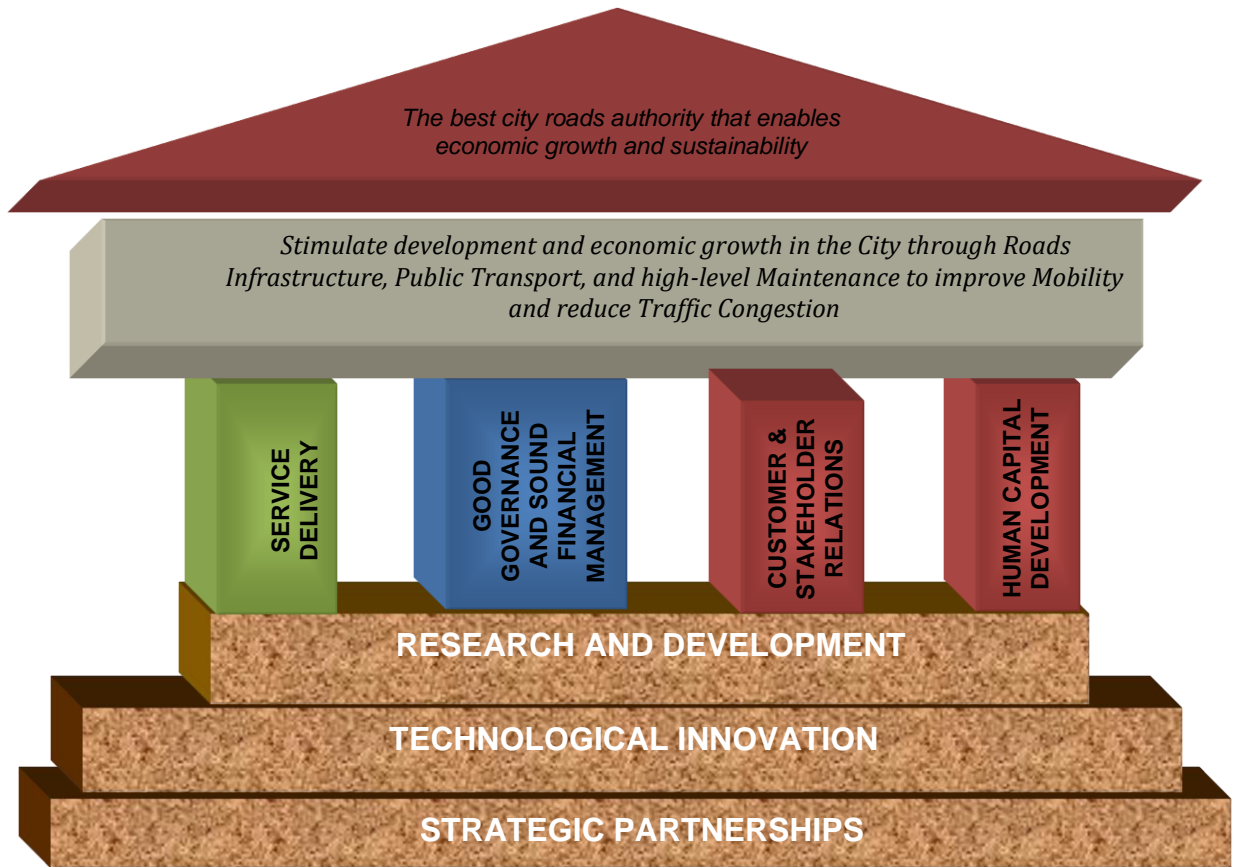 The best city roads authority that enables
economic growth and sustainability
Stimulate development and economic growth in the City through Roads
Infrastructure, Public Transport, and high-level Maintenance to improve Mobility
and reduce Traffic Congestion
SERVICE
DELIVERY
GOOD
GOVERNANCE
AND SOUND
FINANCIAL
MANAGEMENT
CUSTOMER &
STAKEHOLDER
RELATIONS
HUMAN CAPITAL
DEVELOPMENT
RESEARCH AND DEVELOPMENT
TECHNOLOGICAL INNOVATION
STRATEGIC PARTNERSHIPS